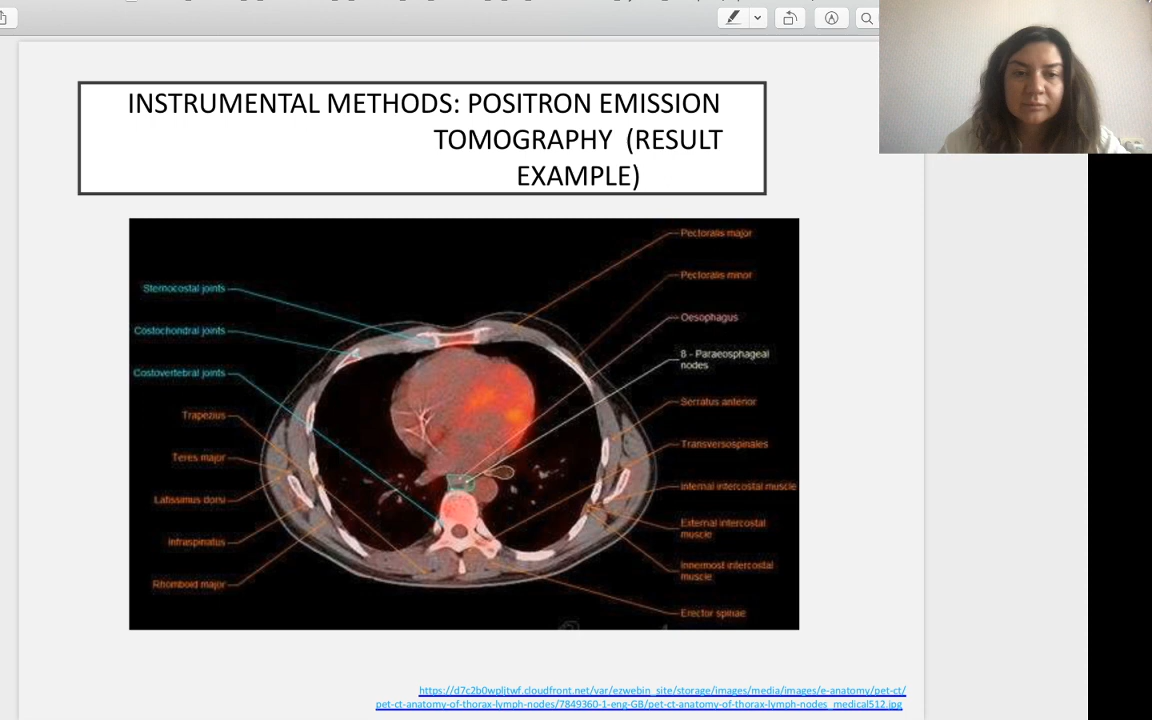 INSTRUMENTAL METHODS: POSITRON EMISSION
TOMOGRAPHY (RESULT
EXAMPLE)
Pectoralis major
Pectoralis minor
Oesophagus
8 - Paraeosphageal
nodes
Serratus anterior
Transversospinales
Internal intercostal muscle
External intercostal
muscle
Innermost intercostal
muscle
Erector spinae
Sternocostal joints
Costochondral joints
Costovertebral joints
Trapezius
Teres major
Latissimus dorsi
Infraspinatus
Rhomboid major
https://d7c2b0wpljtwf.cloudfront.net/var/ezwebin_site/storage/images/media/images/e-anatomy/pet-ct/
pet-ct-anatomy-of-thorax-lymph-nodes/7849360-1-eng-GB/pet-ct-anatomy-of-thorax-lymph-nodes_medical512.jpg